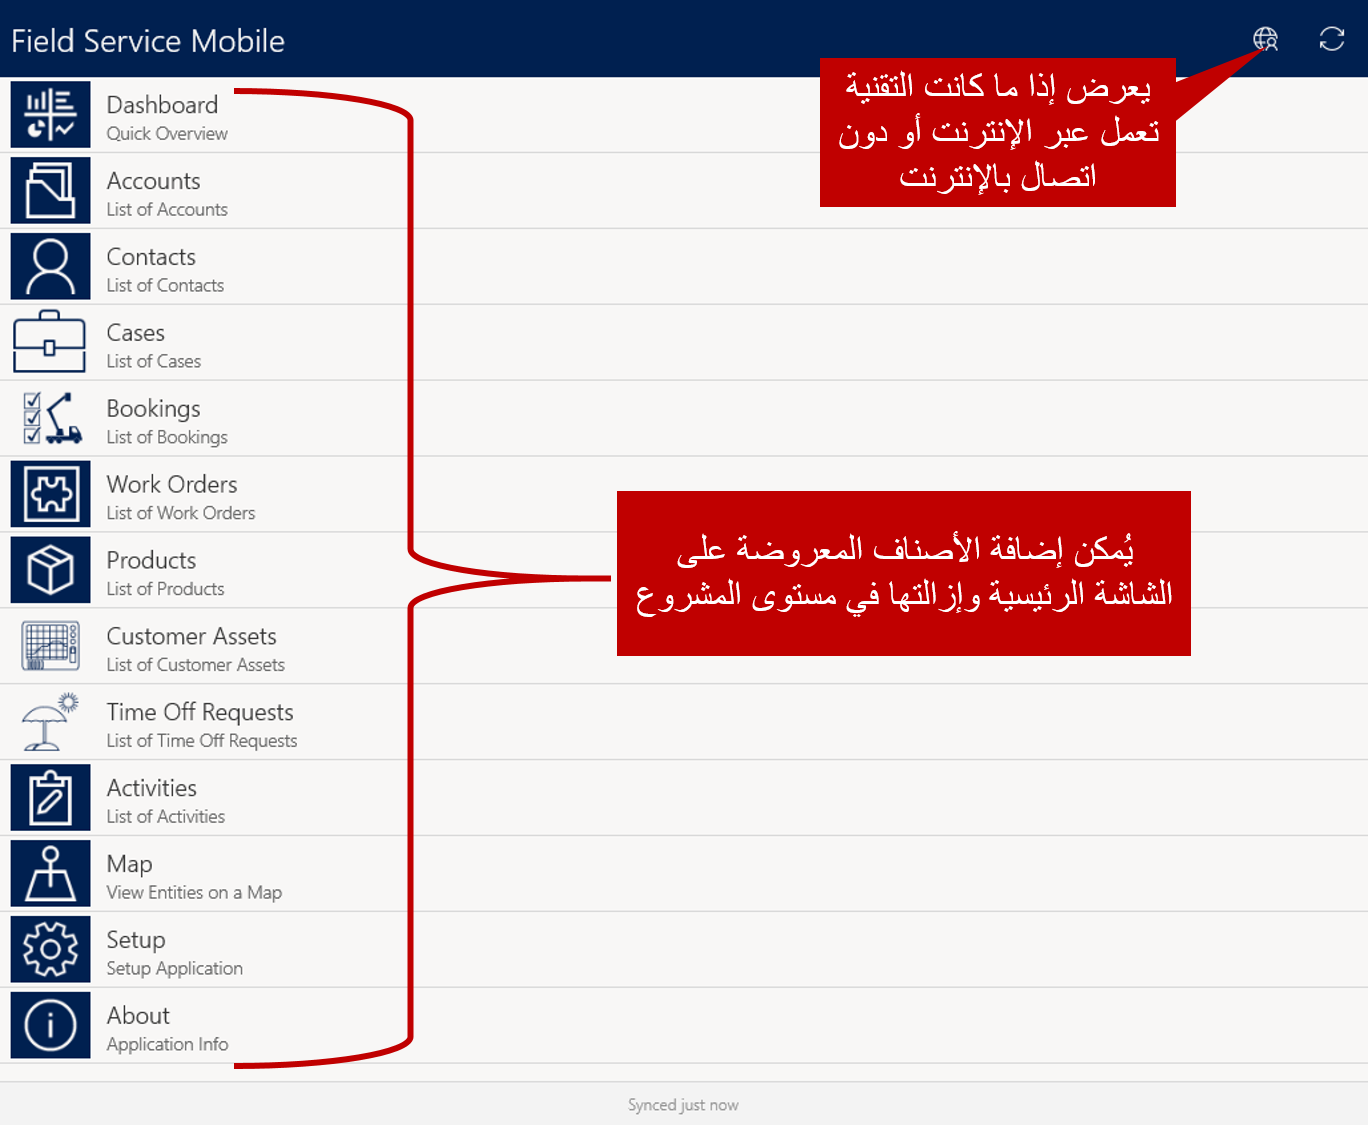 Field Service Mobile
يعرض إذا ما كانت التقنية
تعمل عبر الإنترنت أو دون
اتصال بالإنترنت
Dashboard
Quick Overview
Accounts
List of Accounts
Contacts
List of Contacts
Cases
List of Cases
Bookings
List of Bookings
Work Orders
List of Work Orders
يُمكن إضافة الأصناف المعروضة على
الشاشة الرئيسية وإزالتها في مستوى المشروع
Products
List of Products
Customer Assets
List of Customer Assets
Time Off Requests
List of Time Off Requests
Activities
List of Activities
Map
View Entities on a Map
Setup
Setup Application
About
Application Info
Synced just now